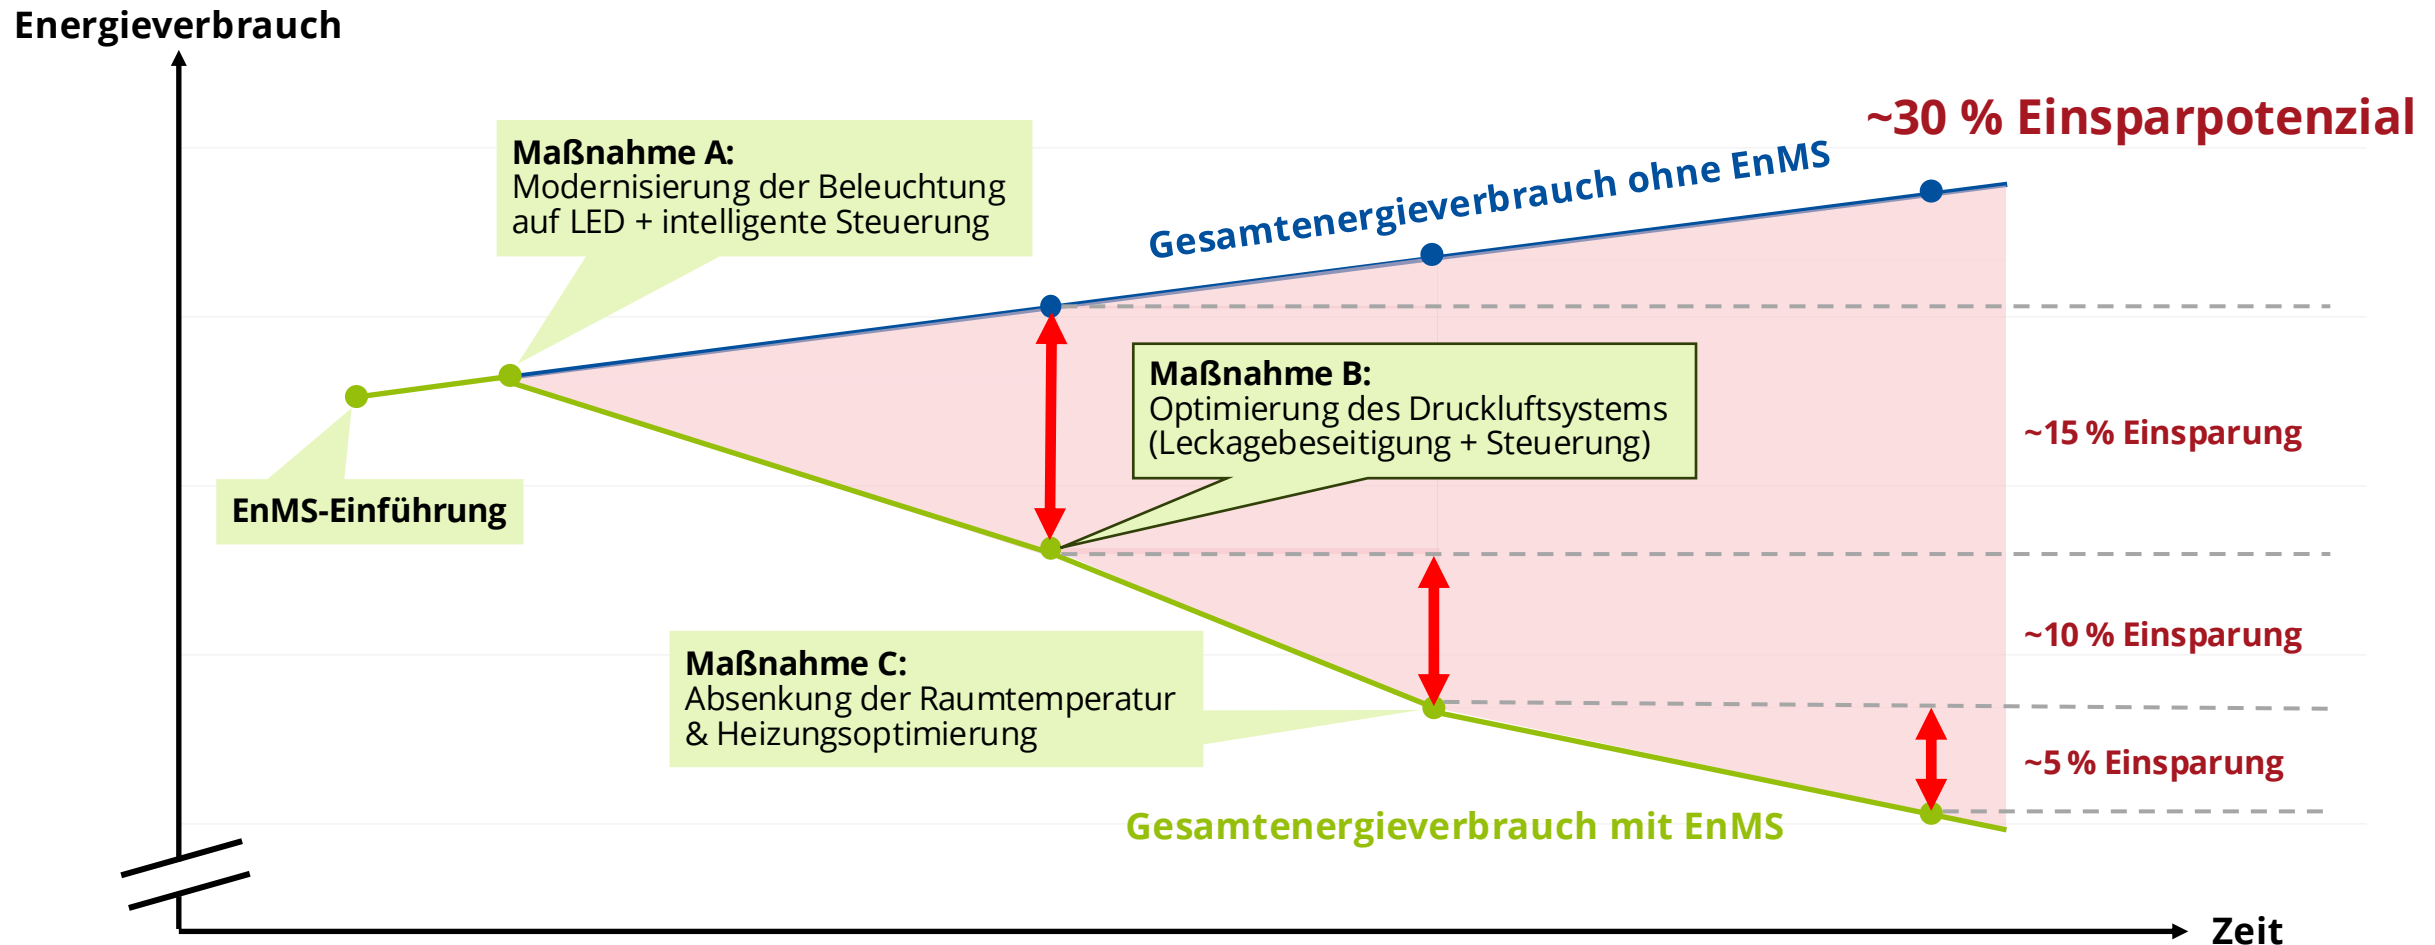 Energieverbrauch
~30 % Einsparpotenzial
Maßnahme A:
Modernisierung der Beleuchtung
auf LED + intelligente Steuerung
Gesamtenergieverbrauch ohne EnMS
Maßnahme B:
Optimierung des Druckluftsystems
(Leckagebeseitigung + Steuerung)
~15 % Einsparung
EnMS-Einführung
~10 % Einsparung
Maßnahme C:
Absenkung der Raumtemperatur
& Heizungsoptimierung
~5 % Einsparung
Gesamtenergieverbrauch mit EnMS
Zeit